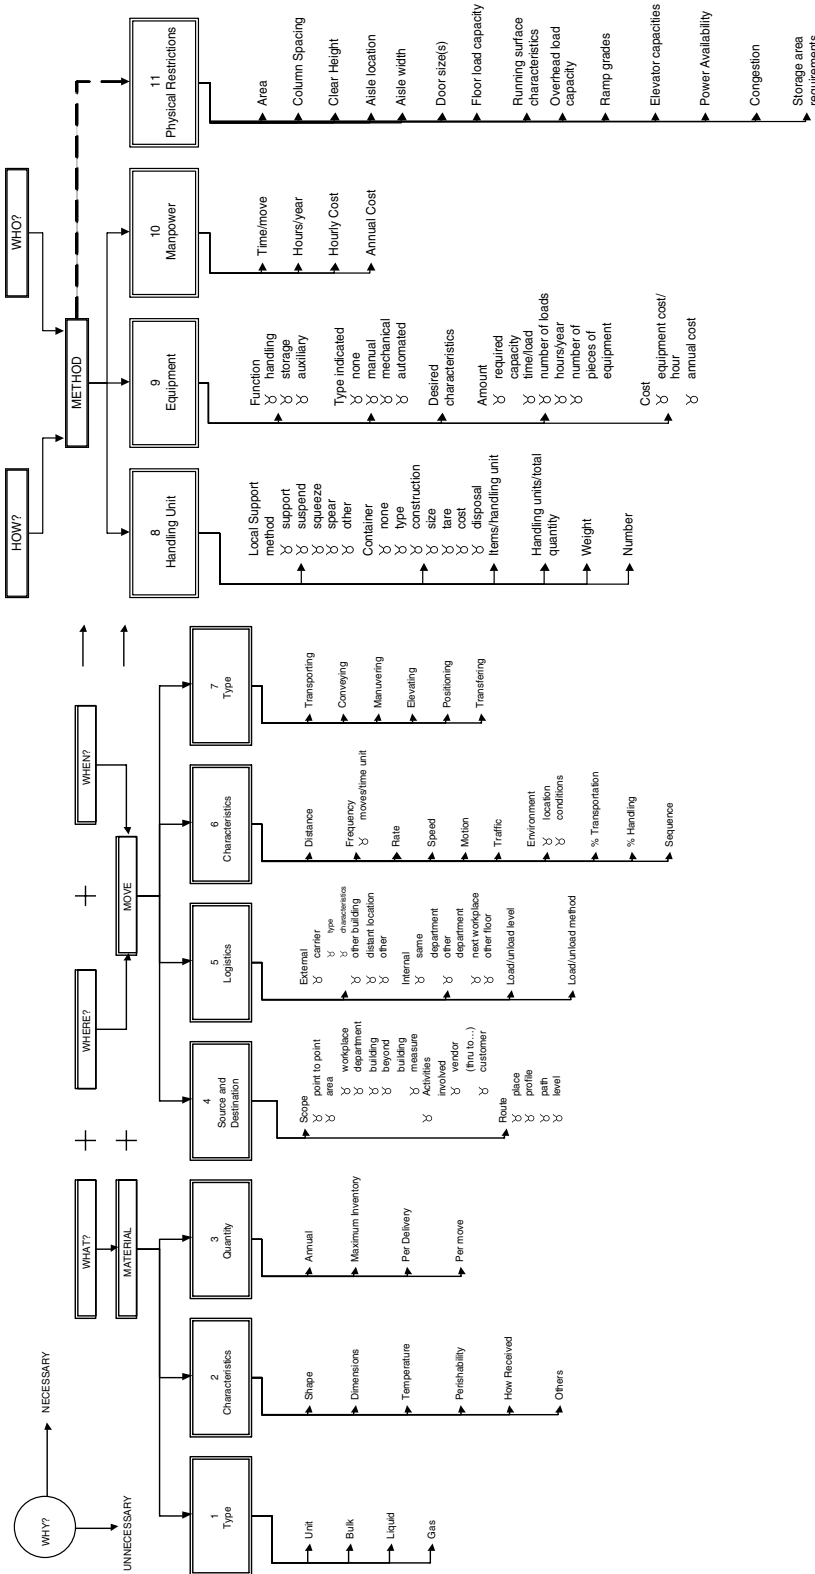 WHY?
NECESSARY
UNNECESSARY
WHAT?
+
WHERE?
+
WHEN?
HOW?
WHO?
MATERIAL
+
MOVE
METHOD
1
Type
Unit
Bulk
Liquid
Gas
2
Characteristics
Shape
Dimensions
Temperature
Perishability
How Received
Others
3
Quantity
Annual
Maximum Inventory
Per Delivery
Per move
4
Source and
Destination
Scope
point to point
area
workplace
department
building
beyond
building
measure
Activities
involved
vendor
(thru to...)
customer
Route
place
profile
path
level
5
Logistics
External
carrier
type
characteristics
other building
distant location
other
Internal
same
department
other
department
next workplace
other floor
Load/unload level
Load/unload method
6
Characteristics
Distance
Frequency
moves/time unit
Rate
Speed
Motion
Traffic
Environment
location
conditions
% Transportation
% Handling
Sequence
7
Type
Transporting
Conveying
Manuvering
Elevating
Positioning
Transfering
8
Handling Unit
Local Support
method
support
suspend
squeeze
spear
other
Container
none
type
construction
size
tare
cost
disposal
Items/handling unit
Handling units/total
quantity
Weight
Number
9
Equipment
Function
handling
storage
auxiliary
Type indicated
none
manual
mechanical
automated
Desired
characteristics
Amount
required
capacity
time/load
number of loads
hours/year
number of
pieces of
equipment
Cost
equipment cost/
hour
annual cost
10
Manpower
Time/move
Hours/year
Hourly Cost
Annual Cost
11
Physical Restrictions
Area
Column Spacing
Clear Height
Aisle location
Aisle width
Door size(s)
Floor load capacity
Running surface
characteristics
Overhead load
capacity
Ramp grades
Elevator capacities
Power Availability
Congestion
Storage area
requirements